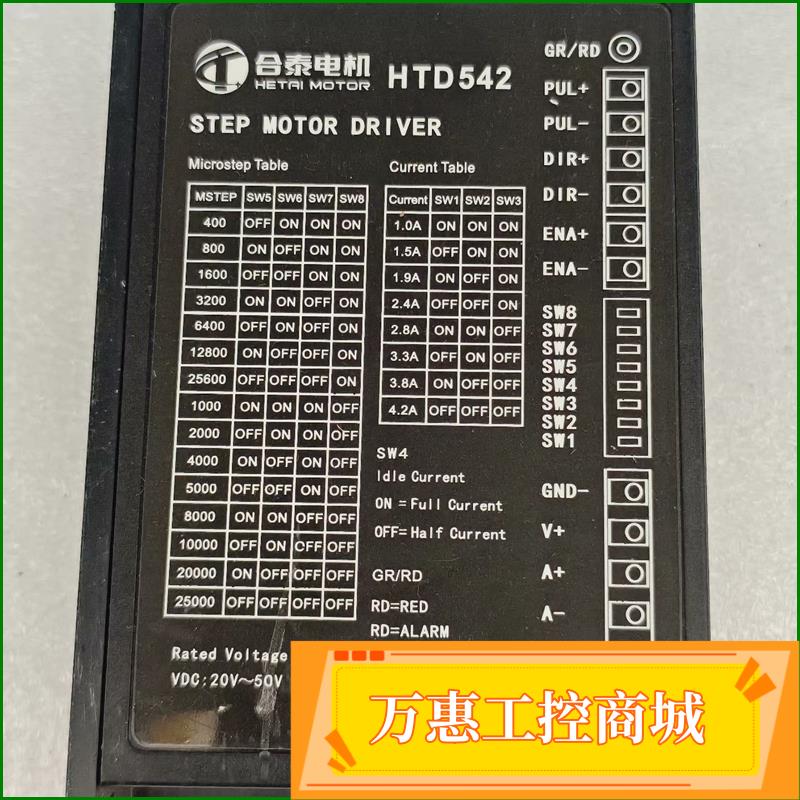 合泰电机 HTD542
HETAI MOTOR
STEP MOTOR DRIVER
Microstep Table
MSTEP SW5 SW6 SW7 SW8
400 OFF ON ON ON
800 ON OFF ON ON
1600 OFF OFF ON ON
3200 ON ON OFF ON
6400 OFF ON OFF ON
12800 ON OFF OFF ON
25600 OFF OFF OFF ON
1000 ON ON ON OFF
2000 OFF ON ON OFF
4000 ON OFF ON OFF
5000 OFF OFF ON OFF
8000 ON ON OFF OFF
10000 OFF ON OFF OFF
20000 ON OFF OFF OFF
25000 OFF OFF OFF OFF
Current Table
Current SW1 SW2 SW3
1.0A ON ON ON
1.5A OFF ON ON
1.9A ON OFF ON
2.4A OFF OFF ON
2.8A ON ON OFF
3.3A OFF ON OFF
3.8A ON OFF OFF
4.2A OFF OFF OFF
SW4
Idle Current
ON =Full Current
OFF=Half Current
GR/RD
RD=RED
RD=ALARM
Rated Voltage
VDC:20V~50V
GR/RD
PUL+
PUL-
DIR+
DIR-
ENA+
ENA-
SW8
SW7
SW6
SW5
SW4
SW3
SW2
SW1
GND-
V+
A+
A-
万惠工控商城